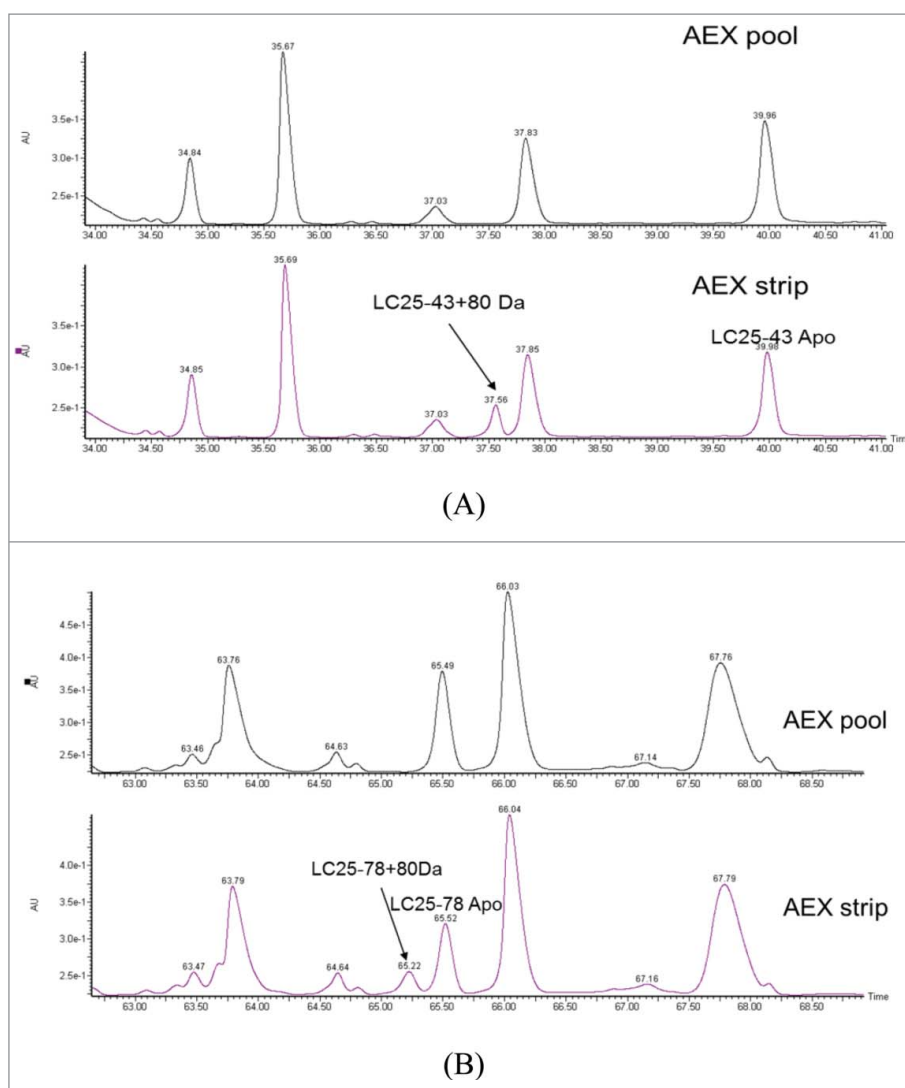 AEX pool
35.67
3.5e-1
AU
3.0e-1
2.5e-1
34.84
37.03
37.83
39.96
34.00 34.50 35.00 35.50 36.00 36.50 37.00 37.50 38.00 38.50 39.00 39.50 40.00 40.50 41.00
AEX strip
35.69
LC25-43+80 Da
3.5e-1
AU
3.0e-1
2.5e-1
34.85
37.03
37.56
37.85
LC25-43 Apo
39.98
Time
34.00 34.50 35.00 35.50 36.00 36.50 37.00 37.50 38.00 38.50 39.00 39.50 40.00 40.50 41.00
(A)
66.03
4.5e-1
4.0e-1
AU
3.5e-1
3.0e-1
2.5e-1
63.46
63.76
64.63
65.49
67.14
67.76
AEX pool
63.00 63.50 64.00 64.50 65.00 65.50 66.00 66.50 67.00 67.50 68.00 68.50
66.04
4.0e-1
AU
3.5e-1
3.0e-1
2.5e-1
LC25-78+80Da
LC25-78 Apo
63.47
63.79
64.64
65.22
65.52
67.16
67.79
AEX strip
Time
63.00 63.50 64.00 64.50 65.00 65.50 66.00 66.50 67.00 67.50 68.00 68.50
(B)